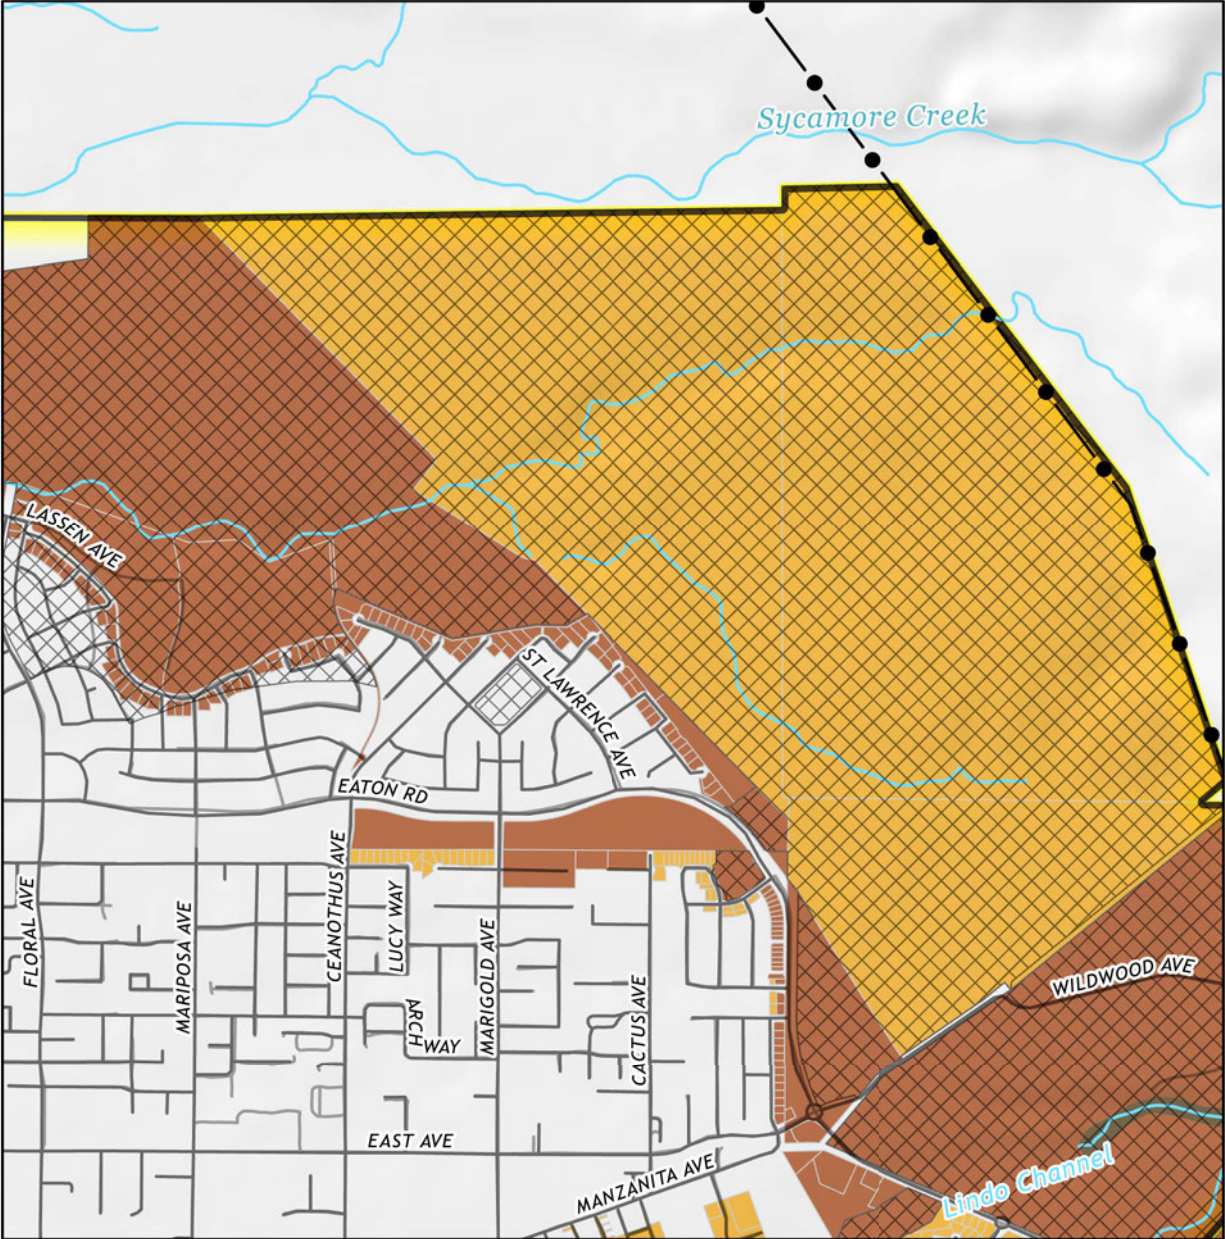 Sycamore Creek
LASSEN AVE
ST LAWRENCE AVE
EATON RD
CEANOTHUS AVE
FLORAL AVE
LUCY WAY
MARIPOSA AVE
MARIGOLD AVE
WILDWOOD AVE
CACTUS AVE
ARCH WAY
EAST AVE
MANZANITA AVE
Lindo Channel